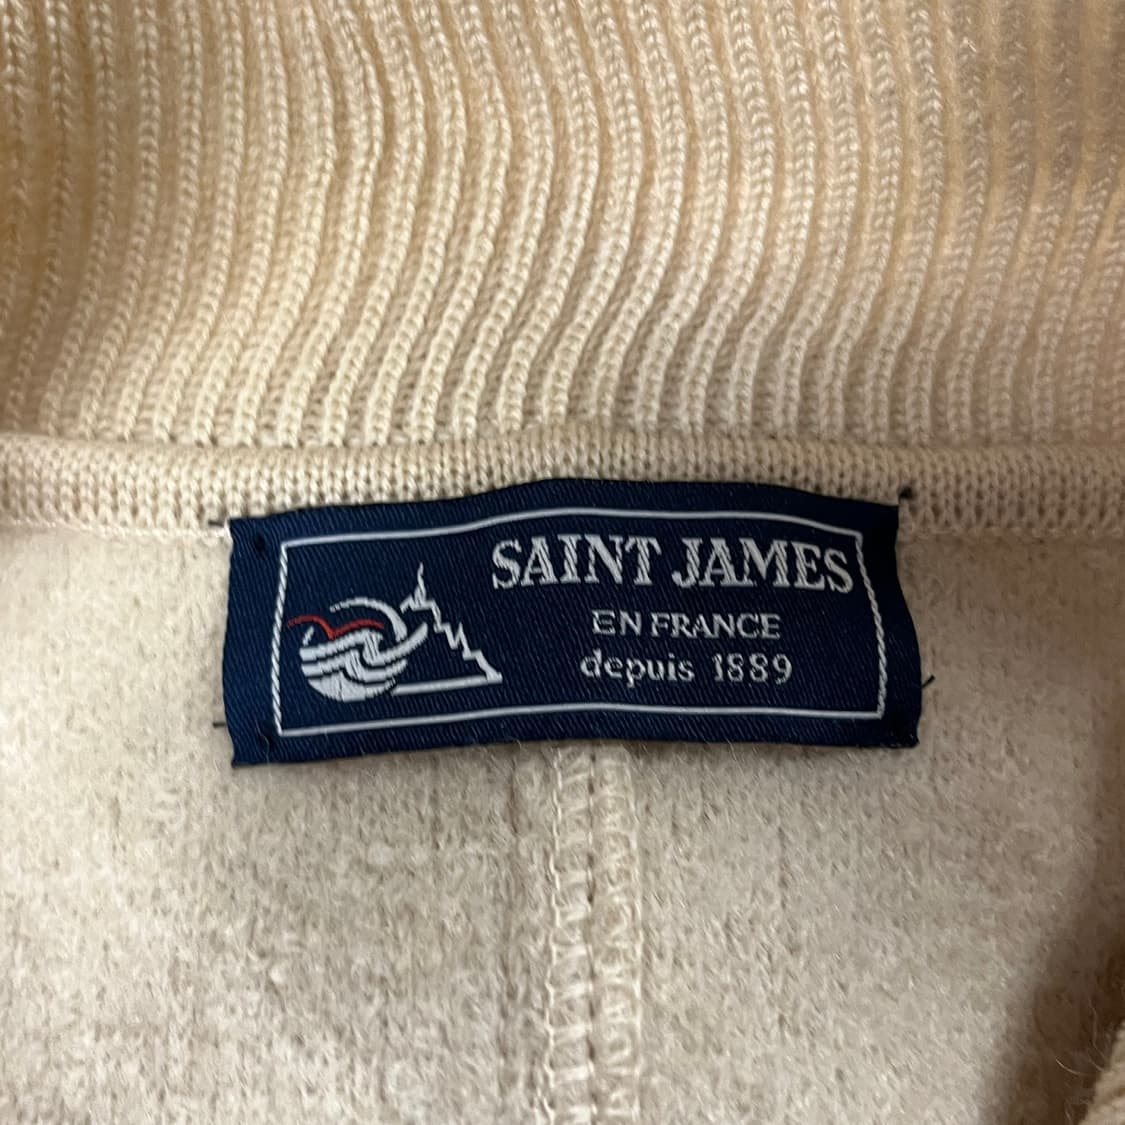 SAINT JAMES
EN FRANCE
depuis 1889